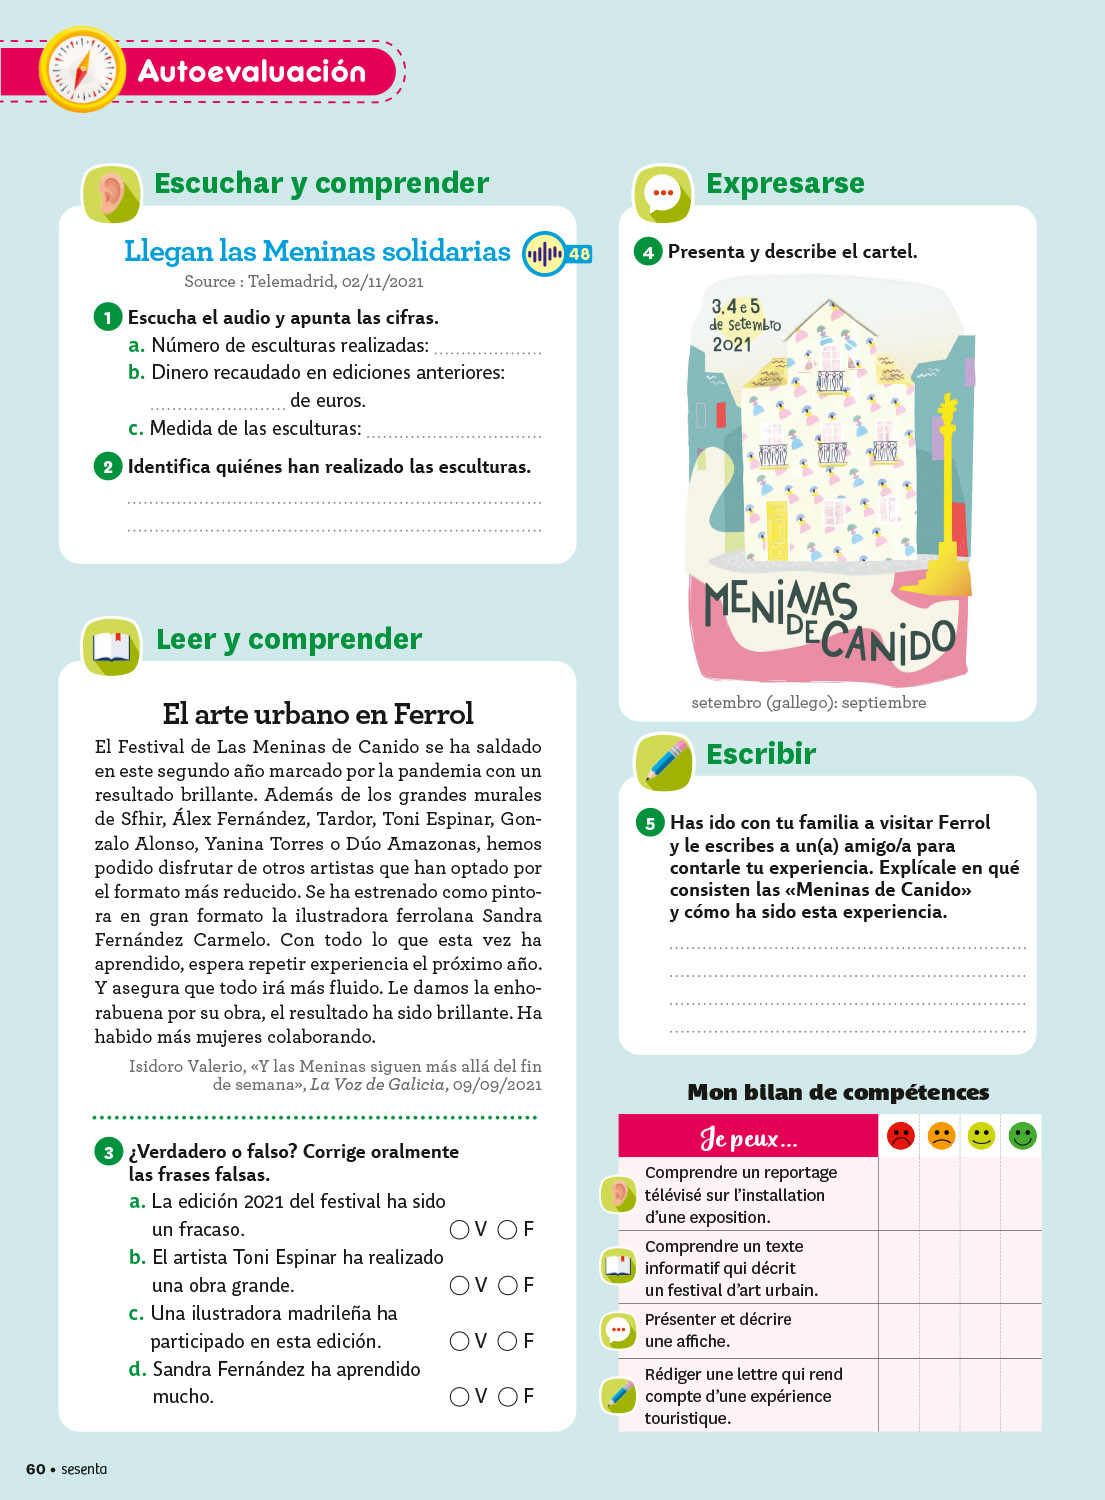 Autoevaluación
Escuchar y comprender
Llegan las Meninas solidarias
48
Source : Telemadrid, 02/11/2021
1 Escucha el audio y apunta las cifras.
a. Número de esculturas realizadas:
b. Dinero recaudado en ediciones anteriores:
de euros.
c. Medida de las esculturas:
2 Identifica quiénes han realizado las esculturas.
Leer y comprender
El arte urbano en Ferrol
El Festival de Las Meninas de Canido se ha saldado
en este segundo año marcado por la pandemia con un
resultado brillante. Además de los grandes murales
de Sfhir, Álex Fernández, Tardor, Toni Espinar, Gon-
zalo Alonso, Yanina Torres o Dúo Amazonas, hemos
podido disfrutar de otros artistas que han optado por
el formato más reducido. Se ha estrenado como pinto-
ra en gran formato la ilustradora ferrolana Sandra
Fernández Carmelo. Con todo lo que esta vez ha
aprendido, espera repetir experiencia el próximo año.
Y asegura que todo irá más fluido. Le damos la enho-
rabuena por su obra, el resultado ha sido brillante. Ha
habido más mujeres colaborando.
Isidoro Valerio, «Y las Meninas siguen más allá del fin
de semana», La Voz de Galicia, 09/09/2021
3 ¿Verdadero o falso? Corrige oralmente
las frases falsas.
a. La edición 2021 del festival ha sido
un fracaso. V F
b. El artista Toni Espinar ha realizado
una obra grande. V F
c. Una ilustradora madrileña ha
participado en esta edición. V F
d. Sandra Fernández ha aprendido
mucho. V F
Expresarse
4 Presenta y describe el cartel.
3, 4 e 5
de setembro
2021
MENINAS
DE CANIDO
setembro (gallego): septiembre
Escribir
5 Has ido con tu familia a visitar Ferrol
y le escribes a un(a) amigo/a para
contarle tu experiencia. Explícale en qué
consisten las «Meninas de Canido»
y cómo ha sido esta experiencia.
Mon bilan de compétences
Je peux...
Comprendre un reportage
télévisé sur l'installation
d'une exposition.
Comprendre un texte
informatif qui décrit
un festival d'art urbain.
Présenter et décrire
une affiche.
Rédiger une lettre qui rend
compte d'une expérience
touristique.
60 • sesenta